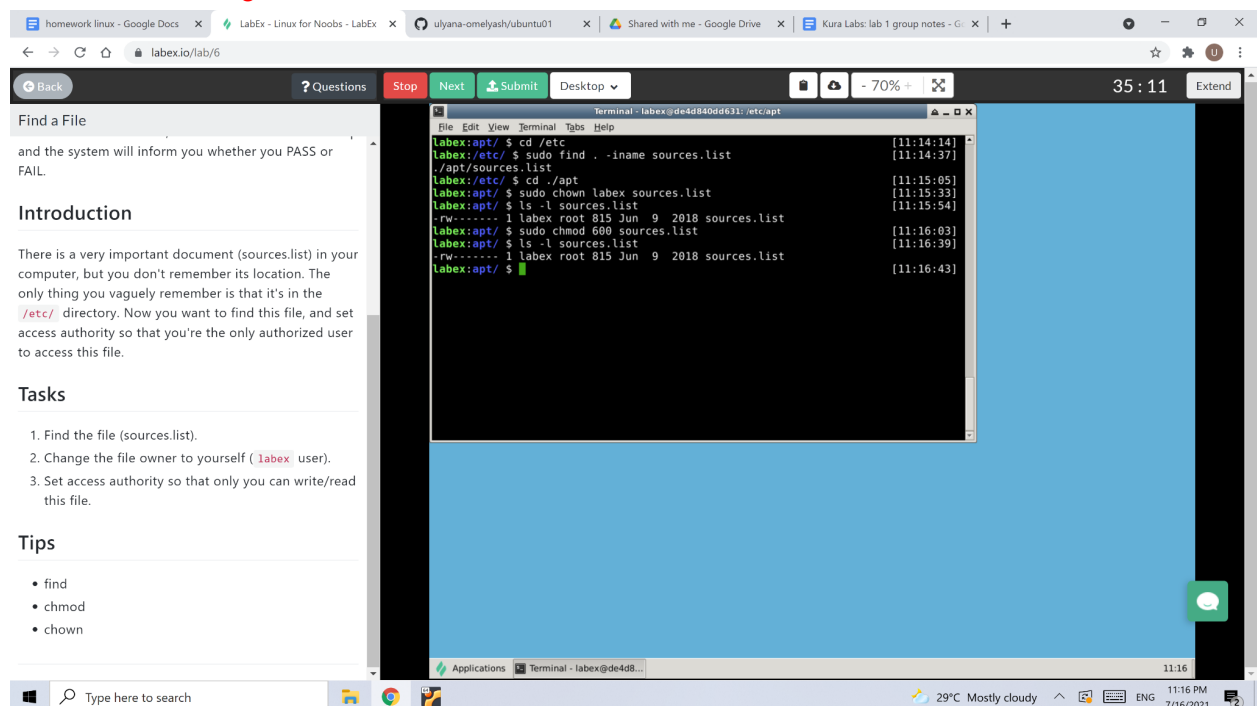 homework linux - Google Docs
LabEx - Linux for Noobs - LabEx
ulyana-omelyash/ubuntu01
Shared with me - Google Drive
Kura Labs: lab 1 group notes - Go
labex.io/lab/6
U
Back
? Questions
Stop
Next
Submit
Desktop
- 70% +
35 : 11
Extend
Find a File
and the system will inform you whether you PASS or
FAIL.
Introduction
There is a very important document (sources.list) in your
computer, but you don't remember its location. The
only thing you vaguely remember is that it's in the
/etc/ directory. Now you want to find this file, and set
access authority so that you're the only authorized user
to access this file.
Tasks
1. Find the file (sources.list).
2. Change the file owner to yourself ( labex user).
3. Set access authority so that only you can write/read
this file.
Tips
• find
• chmod
• chown
Terminal - labex@de4d840dd631: /etc/apt
File Edit View Terminal Tabs Help
labex:apt/ $ cd /etc [11:14:14]
labex:/etc/ $ sudo find . -iname sources.list [11:14:37]
./apt/sources.list
labex:/etc/ $ cd ./apt [11:15:05]
labex:apt/ $ sudo chown labex sources.list [11:15:33]
labex:apt/ $ ls -l sources.list [11:15:54]
-rw------- 1 labex root 815 Jun 9 2018 sources.list
labex:apt/ $ sudo chmod 600 sources.list [11:16:03]
labex:apt/ $ ls -l sources.list [11:16:39]
-rw------- 1 labex root 815 Jun 9 2018 sources.list
labex:apt/ $ [11:16:43]
Applications
Terminal - labex@de4d8...
11:16
Type here to search
29°C Mostly cloudy
ENG
11:16 PM
7/16/2021
2